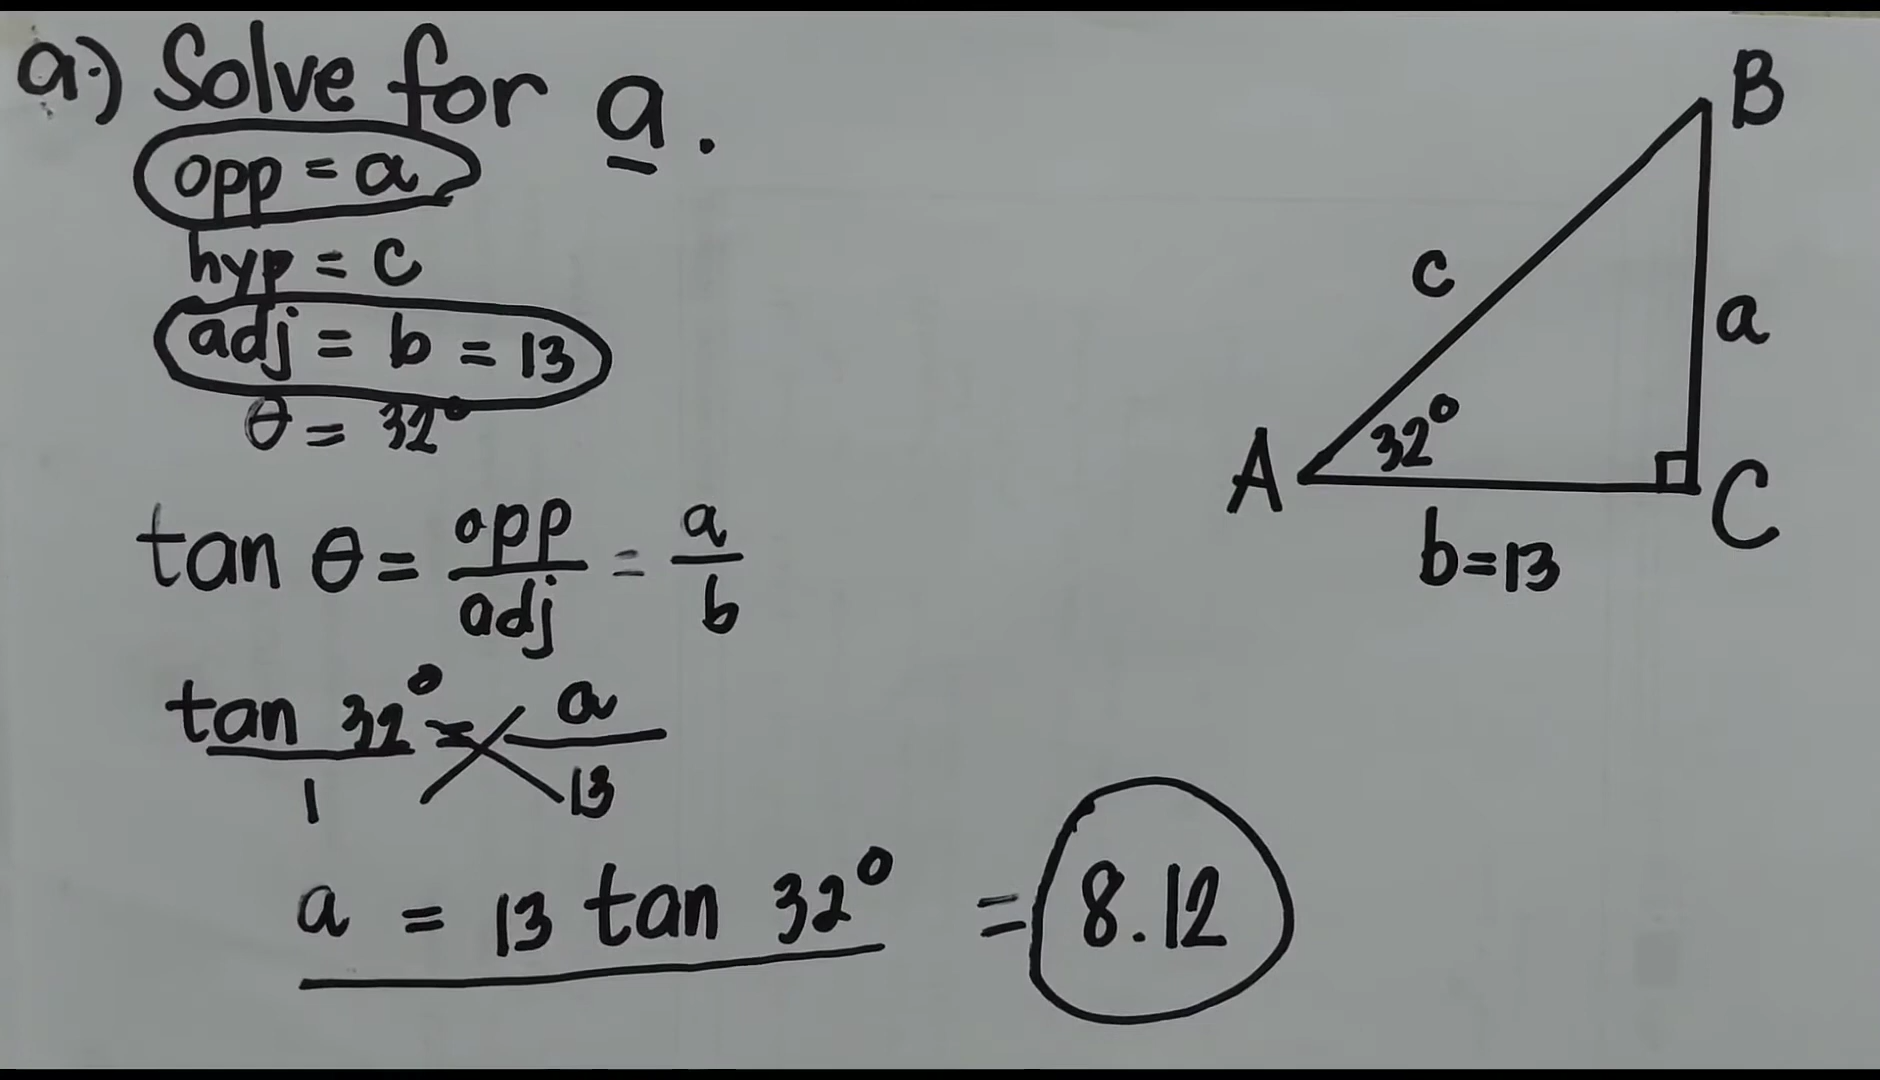 a.) Solve for a.
opp = a
hyp = c
adj = b = 13
θ = 32°
tan θ = opp/adj = a/b
tan 32°/1 = a/13
a = 13 tan 32° = 8.12
B
c
a
32°
A
C
b=13